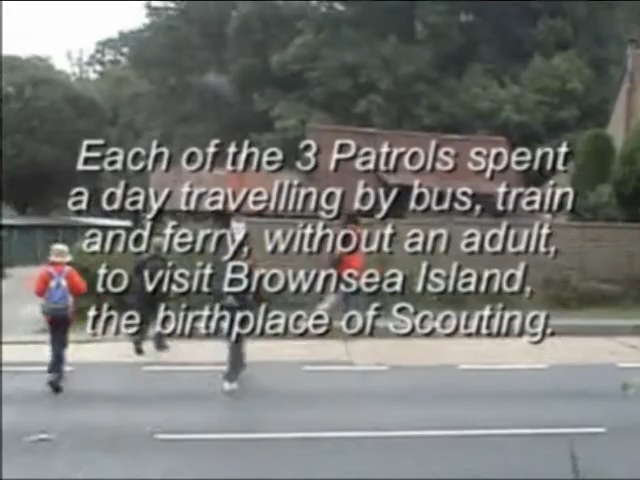 Each of the 3 Patrols spent
a day travelling by bus, train
and ferry, without an adult,
to visit Brownsea Island,
the birthplace of Scouting.